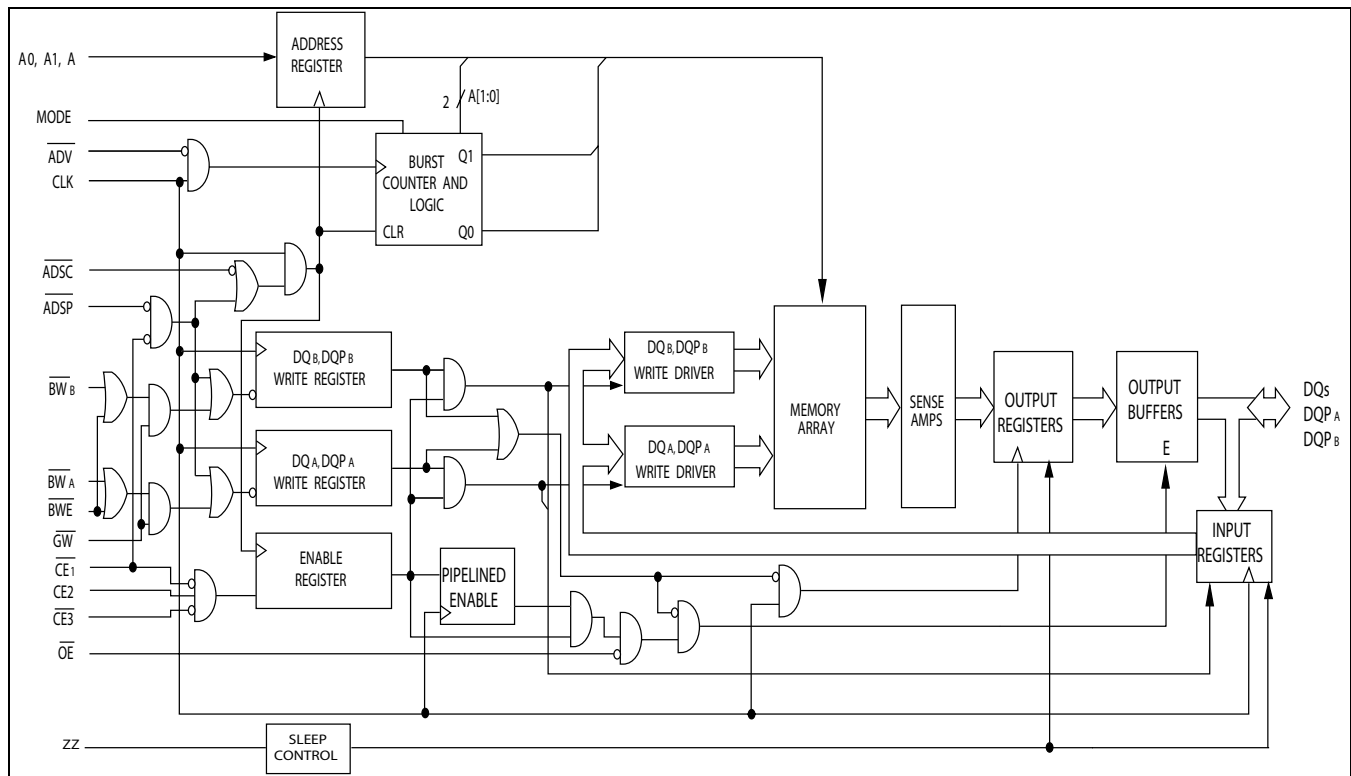 ADDRESS
REGISTER
A0, A1, A
2
A[1:0]
MODE
ADV
CLK
BURST
COUNTER AND
LOGIC
Q1
CLR
Q0
ADSC
ADSP
BW B
DQ B, DQP B
WRITE REGISTER
DQ B, DQP B
WRITE DRIVER
MEMORY
ARRAY
SENSE
AMPS
OUTPUT
REGISTERS
OUTPUT
BUFFERS
E
DQs
DQP A
DQP B
BW A
BWE
DQ A, DQP A
WRITE REGISTER
DQ A, DQP A
WRITE DRIVER
GW
CE1
CE2
CE3
ENABLE
REGISTER
PIPELINED
ENABLE
INPUT
REGISTERS
OE
ZZ
SLEEP
CONTROL